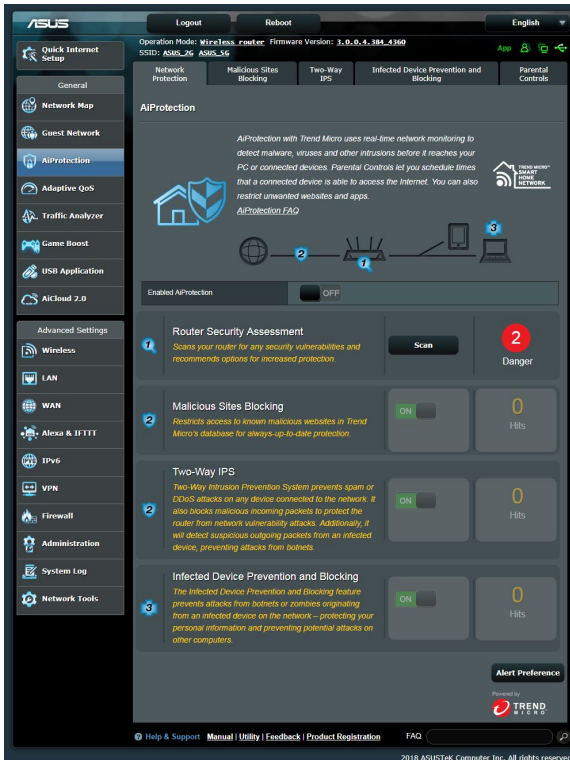 ASUS
Logout
Reboot
English
Quick Internet
Setup
Operation Mode: Wireless router Firmware Version: 3.0.0.4.384_4360
SSID: ASUS_2G ASUS_5G
App
General
Network Map
Guest Network
AiProtection
Adaptive QoS
Traffic Analyzer
Game Boost
USB Application
AiCloud 2.0
Advanced Settings
Wireless
LAN
WAN
Alexa & IFTTT
IPv6
VPN
Firewall
Administration
System Log
Network Tools
Network
Protection
Malicious Sites
Blocking
Two-Way
IPS
Infected Device Prevention and
Blocking
Parental
Controls
AiProtection
AiProtection with Trend Micro uses real-time network monitoring to
detect malware, viruses and other intrusions before it reaches your
PC or connected devices. Parental Controls let you schedule times
that a connected device is able to access the Internet. You can also
restrict unwanted websites and apps.
AiProtection FAQ
TREND MICRO™
SMART
HOME
NETWORK
3
2
1
Enabled AiProtection
OFF
1
Router Security Assessment
Scans your router for any security vulnerabilities and
recommends options for increased protection.
Scan
2
Danger
2
Malicious Sites Blocking
Restricts access to known malicious websites in Trend
Micro's database for always-up-to-
date protection.
ON
0
Hits
2
Two-Way IPS
Two-Way Intrusion Prevention System prevents spam or
DDoS attacks on any device connected to the network. It
also blocks malicious incoming packets to protect the
router from network vulnerability attacks. Additionally, it
will detect suspicious outgoing packets from an infected
device, preventing attacks from botnets.
ON
0
Hits
3
Infected Device Prevention and Blocking
The Infected Device Prevention and Blocking feature
prevents attacks from botnets or zombies originating
from an infected device on the network – protecting your
personal information and preventing potential attacks on
other computers.
ON
0
Hits
Alert Preference
Powered by
TREND
MICRO
Help & Support
Manual | Utility | Feedback | Product Registration
FAQ
2018 ASUSTeK Computer Inc. All rights reserved